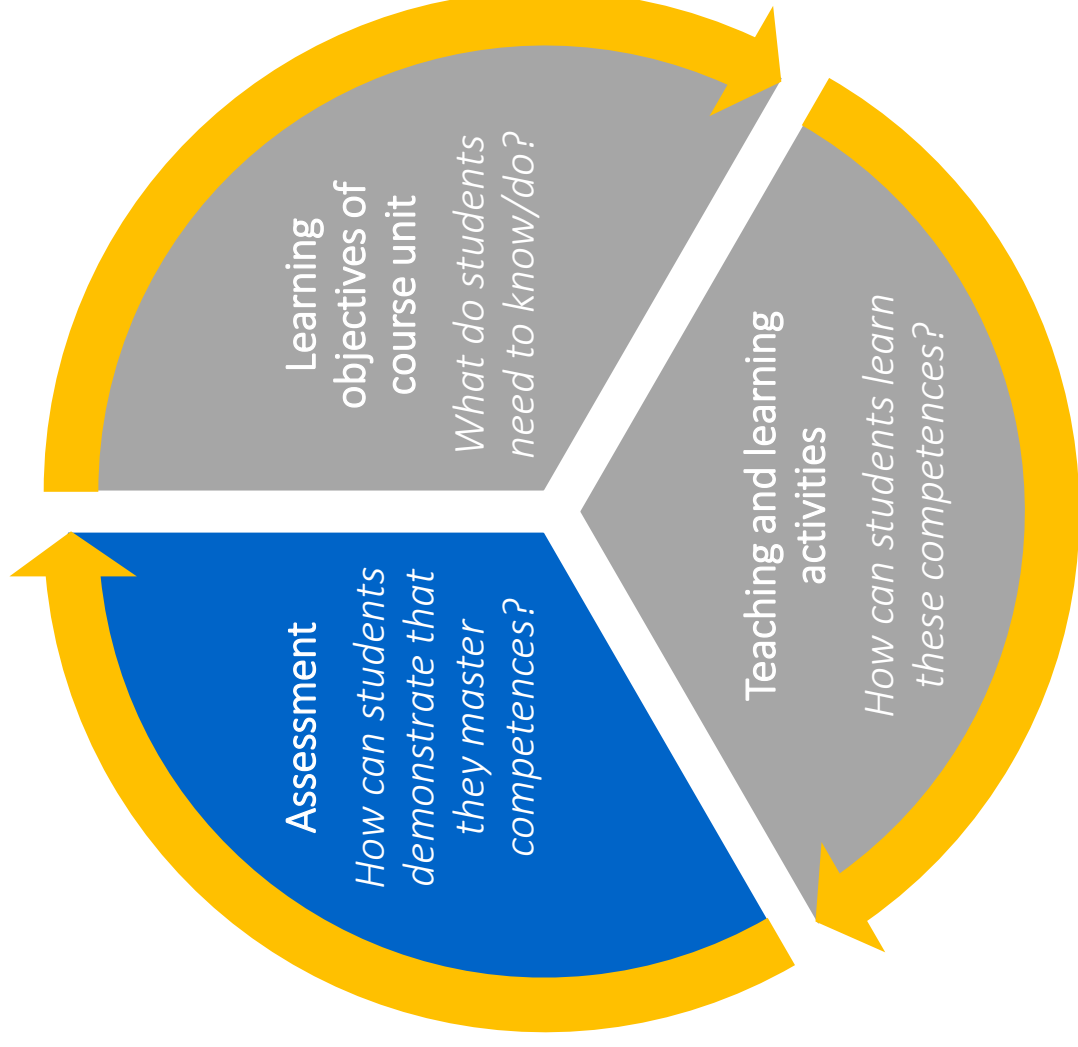 Assessment
How can students
demonstrate that
they master
competences?
Learning
objectives of
course unit
What do students
need to know/do?
Teaching and learning
activities
How can students learn
these competences?